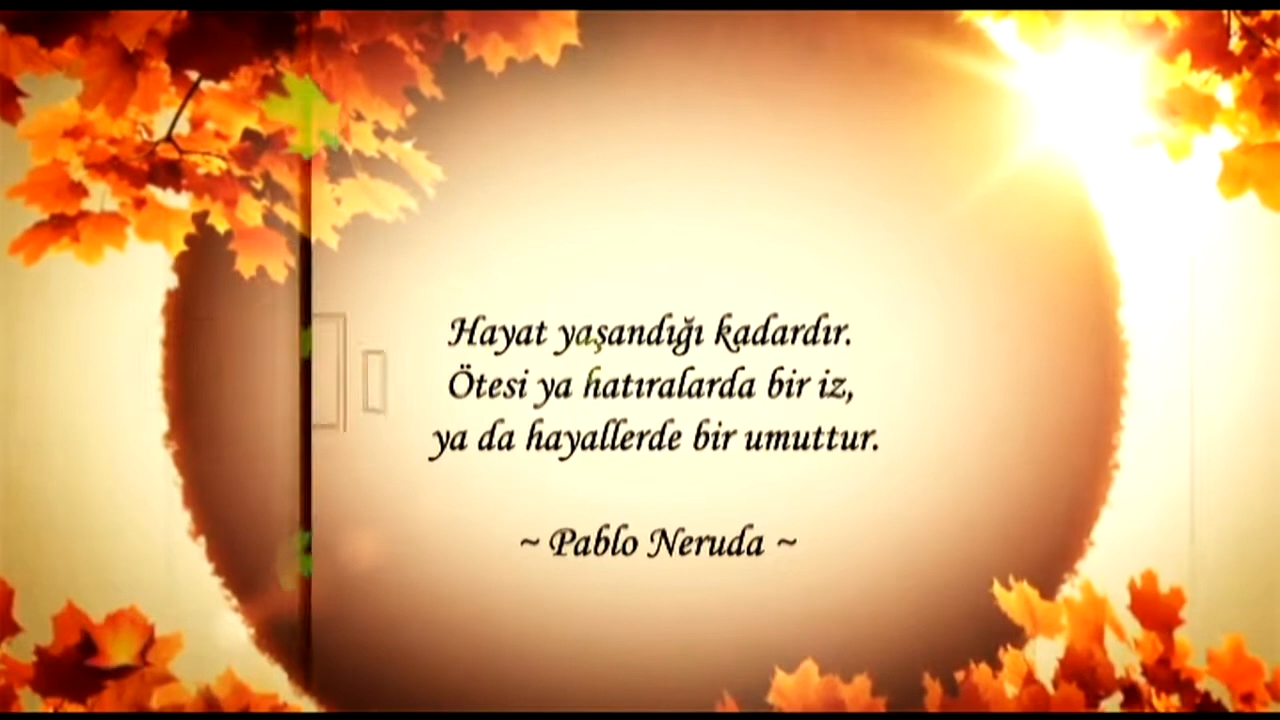 Hayat yaşandığı kadardır.
Ötesi ya hatıralarda bir iz,
ya da hayallerde bir umuttur.
~ Pablo Neruda ~